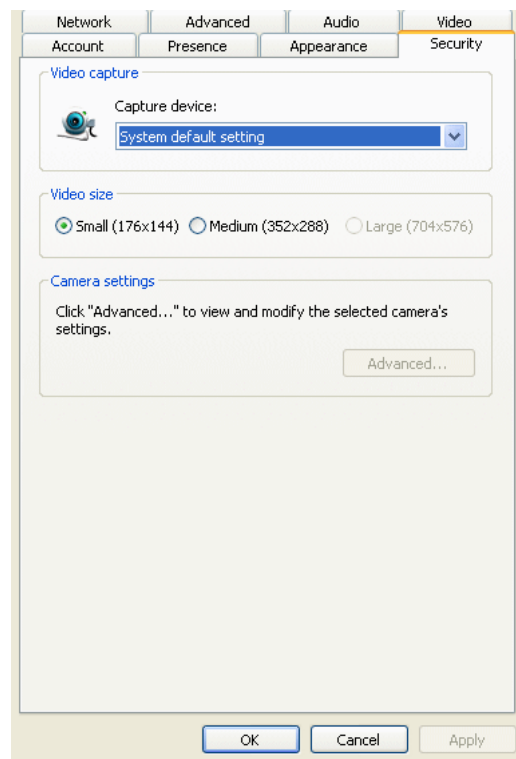 Network Advanced Audio Video
Account Presence Appearance Security
Video capture
Capture device:
System default setting
Video size
Small (176x144) Medium (352x288) Large (704x576)
Camera settings
Click "Advanced..." to view and modify the selected camera's
settings.
Advanced...
OK Cancel Apply